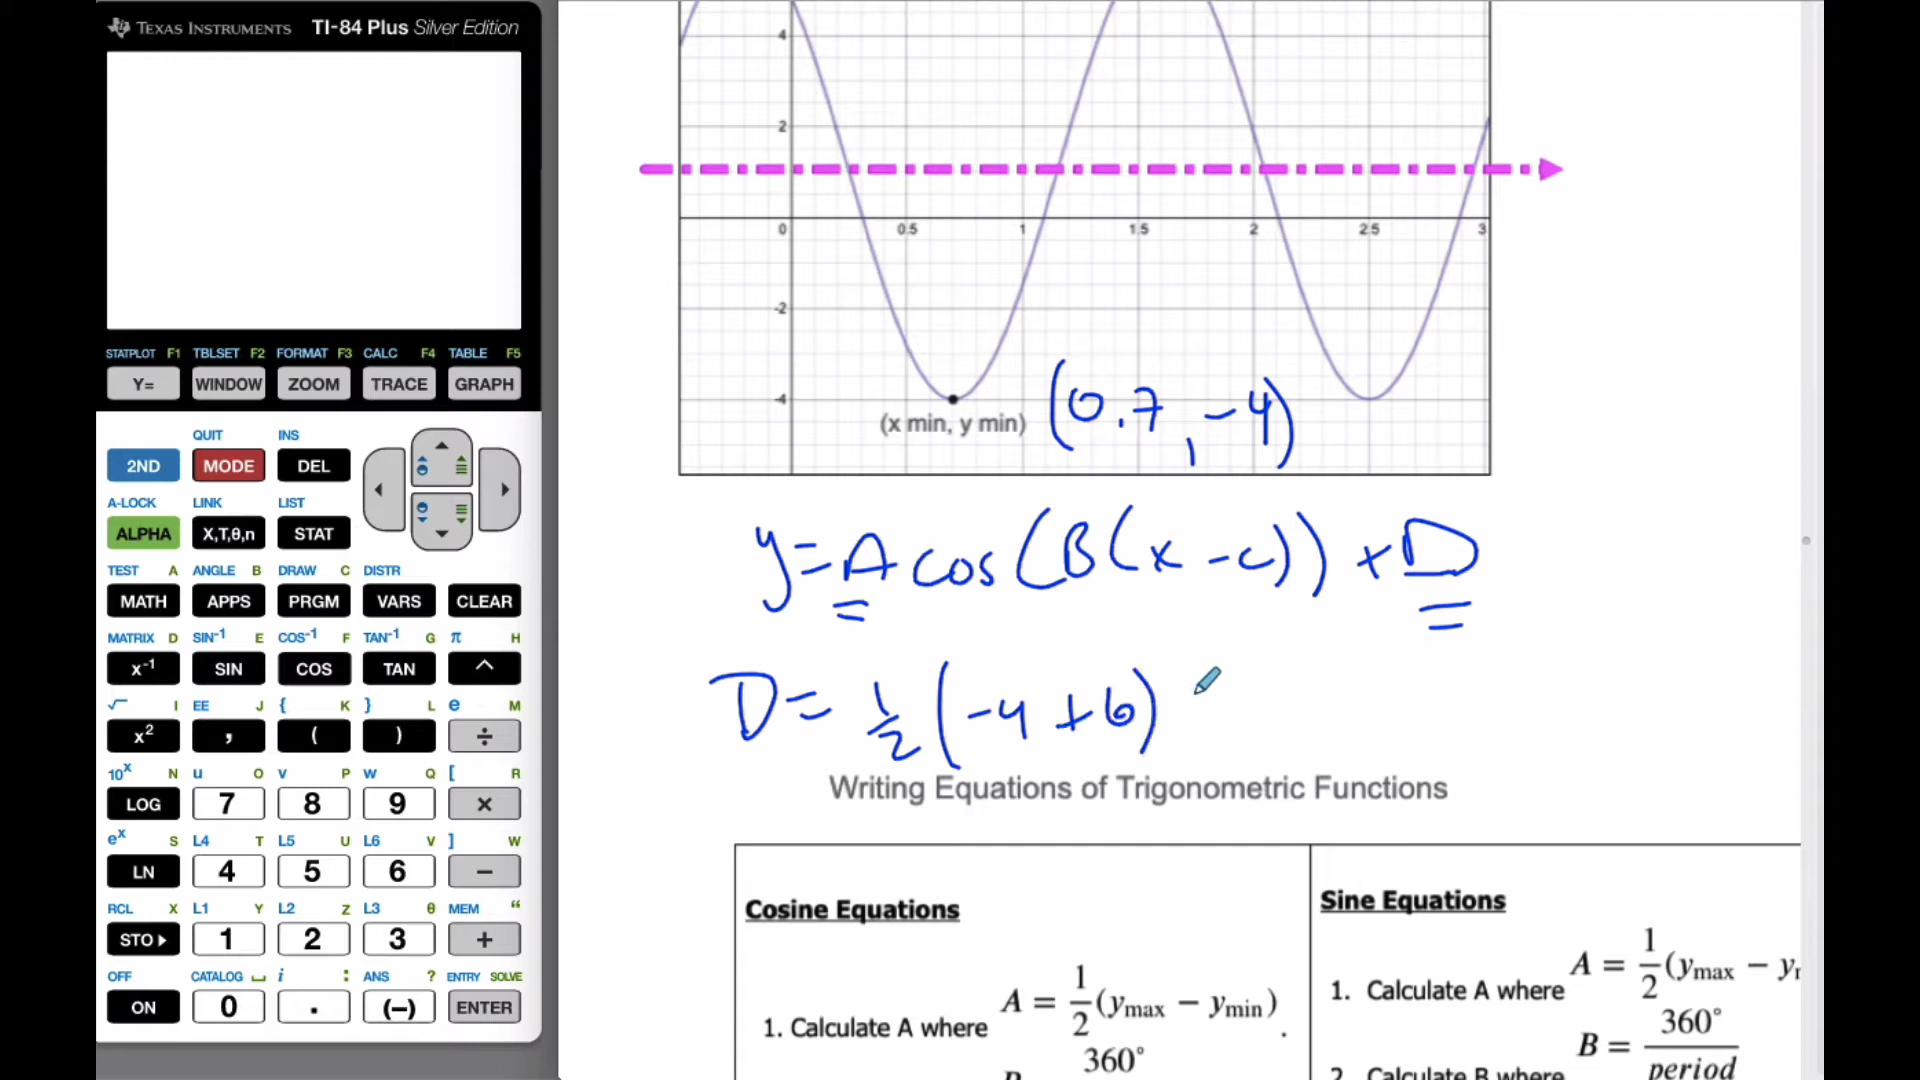 TEXAS INSTRUMENTS TI-84 Plus Silver Edition
STATPLOT F1 TBLSET F2 FORMAT F3 CALC F4 TABLE F5
Y= WINDOW ZOOM TRACE GRAPH
QUIT INS
2ND MODE DEL
A-LOCK LINK LIST
ALPHA X,T,θ,n STAT
TEST A ANGLE B DRAW C DISTR
MATH APPS PRGM VARS CLEAR
MATRIX D SIN⁻¹ E COS⁻¹ F TAN⁻¹ G π H
x⁻¹ SIN COS TAN ^
√ I EE J { K } L e M
x² , ( ) ÷
10ˣ N u O v P w Q [ R
LOG 7 8 9 ×
eˣ S L4 T L5 U L6 V ] W
LN 4 5 6 −
RCL X L1 Y L2 Z L3 θ MEM “
STO▶ 1 2 3 +
OFF CATALOG ⎵ i : ANS ? ENTRY SOLVE
ON 0 . (−) ENTER
4
2
0 0.5 1 1.5 2 2.5 3
-2
-4
(x min, y min) (0.7, -4)
y = A cos(B(x - c)) + D
D = 1/2 (-4 + 6)
Writing Equations of Trigonometric Functions
Cosine Equations
1. Calculate A where A = 1/2 (y max − y min) .
360°
Sine Equations
1. Calculate A where A = 1/2 (y max − y
2. Calculate B where B = 360°/period